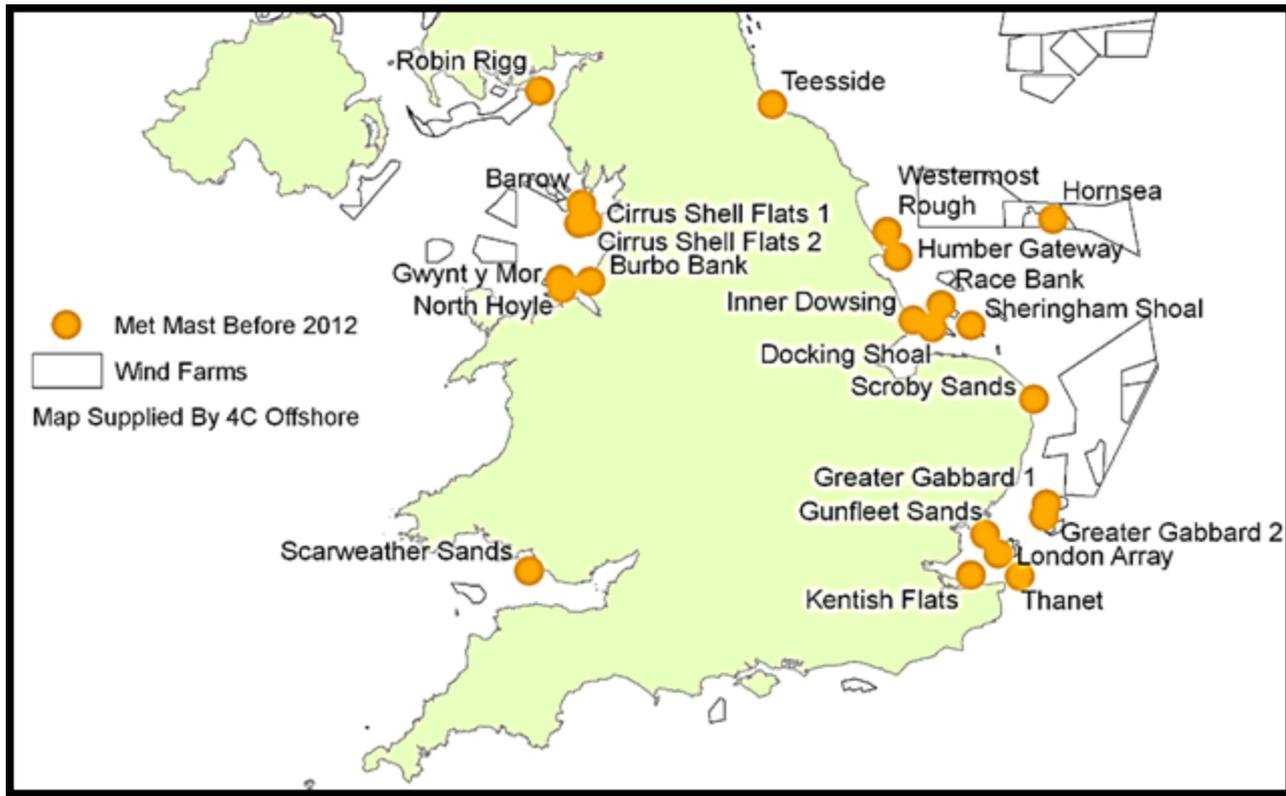 Robin Rigg
Teesside
Barrow
Westermost
Rough
Hornsea
Cirrus Shell Flats 1
Cirrus Shell Flats 2
Humber Gateway
Burbo Bank
Gwynt y Mor
Race Bank
North Hoyle
Inner Dowsing
Sheringham Shoal
Met Mast Before 2012
Docking Shoal
Wind Farms
Scroby Sands
Map Supplied By 4C Offshore
Greater Gabbard 1
Gunfleet Sands
Greater Gabbard 2
Scarweather Sands
London Array
Kentish Flats
Thanet